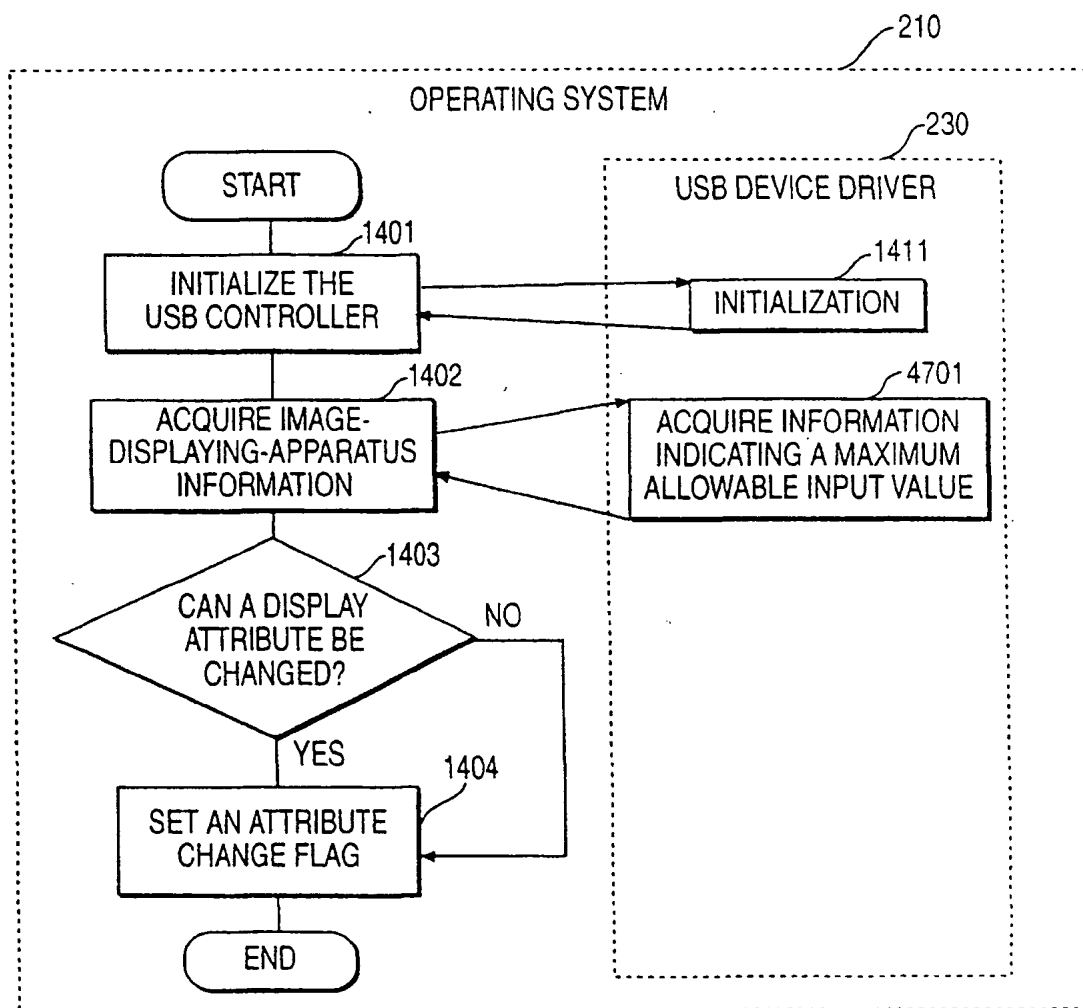 210
OPERATING SYSTEM
230
START
USB DEVICE DRIVER
1401
INITIALIZE THE
USB CONTROLLER
1411
INITIALIZATION
1402
ACQUIRE IMAGE-
DISPLAYING-APPARATUS
INFORMATION
4701
ACQUIRE INFORMATION
INDICATING A MAXIMUM
ALLOWABLE INPUT VALUE
1403
CAN A DISPLAY
ATTRIBUTE BE
CHANGED?
NO
YES
1404
SET AN ATTRIBUTE
CHANGE FLAG
END